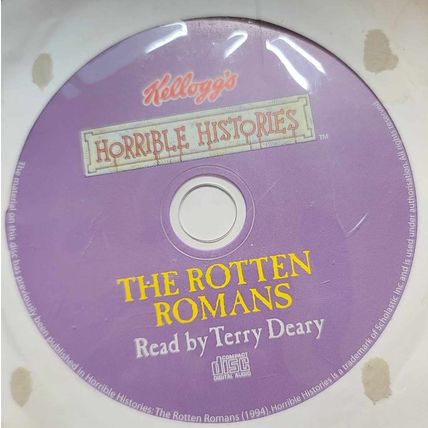 Kellogg's
HORRIBLE HISTORIES
TM
THE ROTTEN
ROMANS
Read by Terry Deary
COMPACT
disc
DIGITAL AUDIO
The material on this disc has previously been published in Horrible Histories: The Rotten Romans (1994). Horrible Histories is a trademark of Scholastic Inc and is used under authorisation. All rights reserved